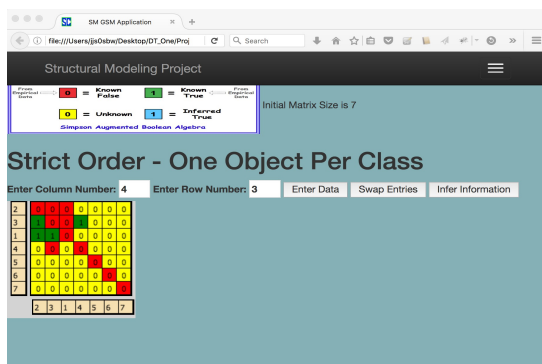 SC SM GSM Application × +
file:///Users/jjs0sbw/Desktop/DT_One/Proj C Search
Structural Modeling Project
From Empirical Data 0 = Known False 1 = Known True From Empirical Data
0 = Unknown 1 = Inferred True
Simpson Augmented Boolean Algebra
Initial Matrix Size is 7
Strict Order - One Object Per Class
Enter Column Number: 4 Enter Row Number: 3 Enter Data Swap Entries Infer Information
2 0 0 0 0 0 0 0
3 1 0 0 1 0 0 0
1 1 1 0 0 0 0 0
4 0 0 0 0 0 0 0
5 0 0 0 0 0 0 0
6 0 0 0 0 0 0 0
7 0 0 0 0 0 0 0
2 3 1 4 5 6 7